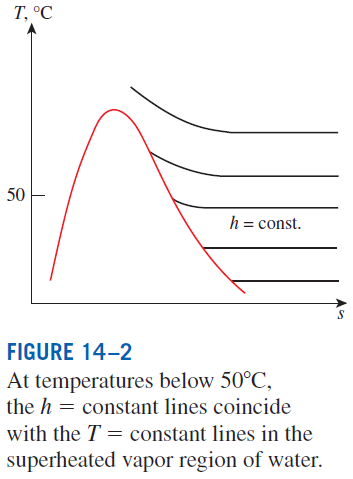 T, °C
50
h = const.
s
FIGURE 14–2
At temperatures below 50°C,
the h = constant lines coincide
with the T = constant lines in the
superheated vapor region of water.